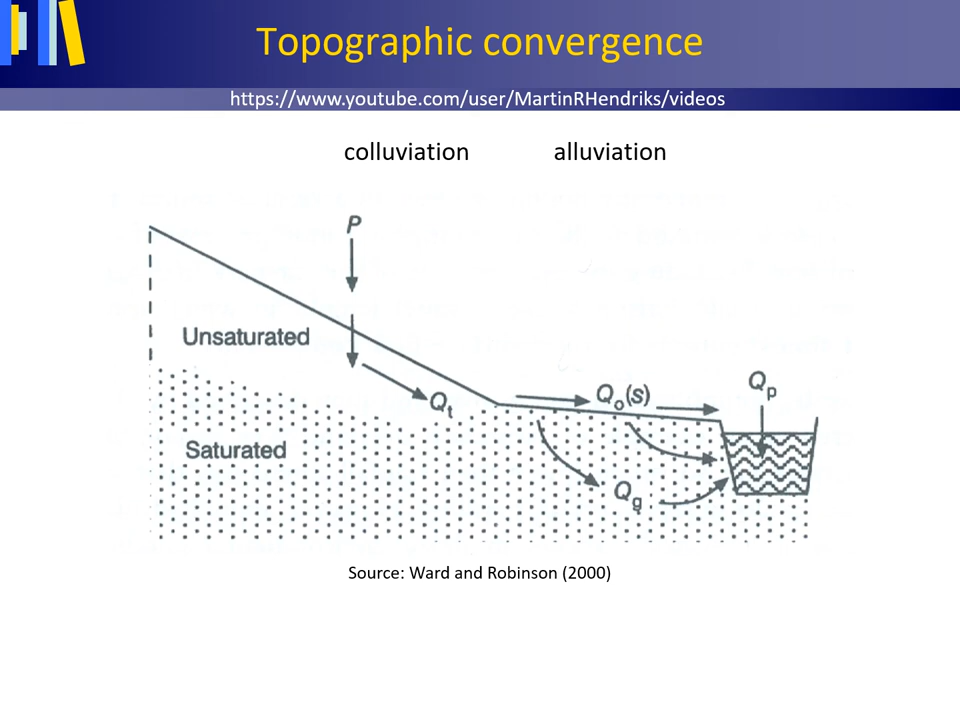 Topographic convergence
https://www.youtube.com/user/MartinRHendriks/videos
colluviation alluviation
P
Unsaturated
Qt
Qo(s)
Qp
Saturated
Qg
Source: Ward and Robinson (2000)